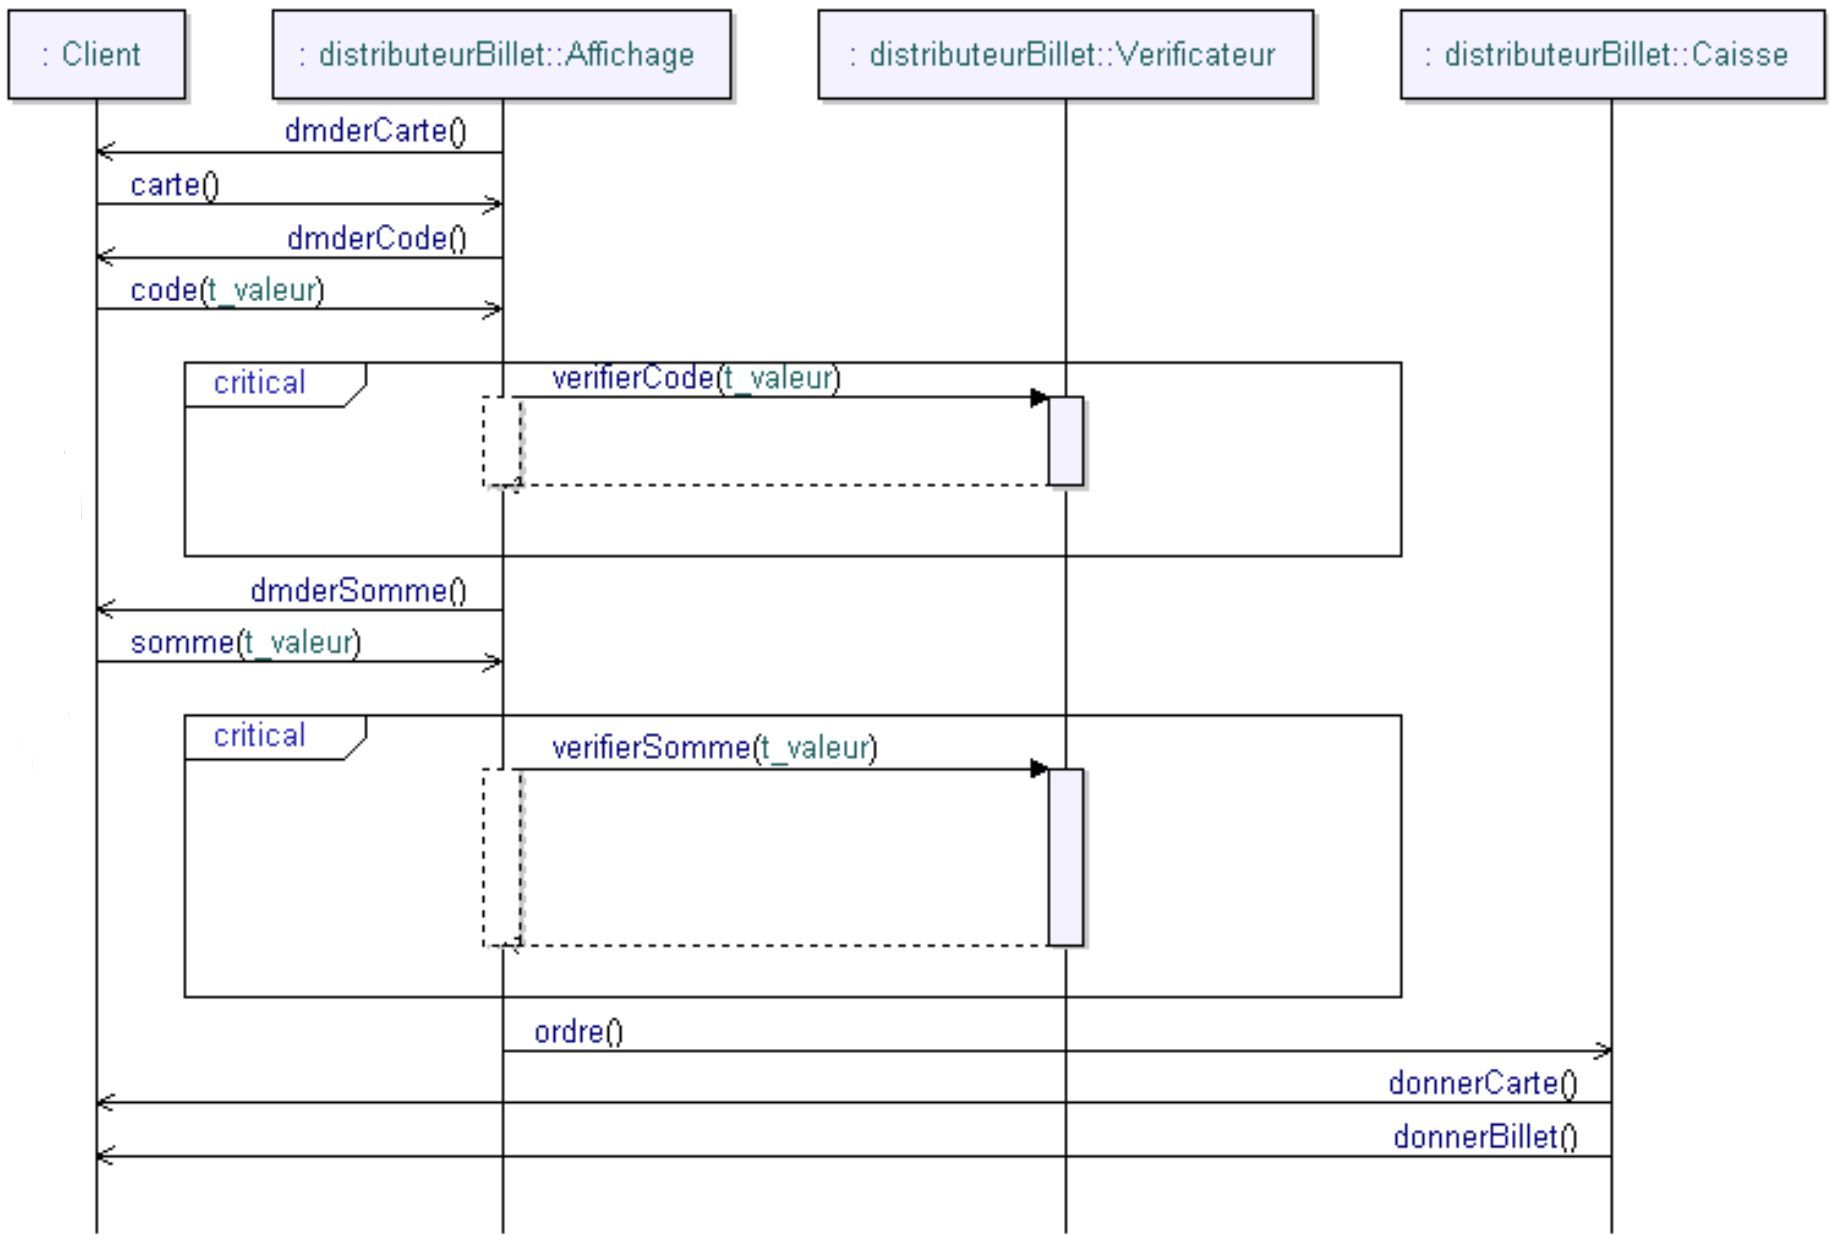 : Client
: distributeurBillet::Affichage
: distributeurBillet::Verificateur
: distributeurBillet::Caisse
dmderCarte()
carte()
dmderCode()
code(t_valeur)
critical
verifierCode(t_valeur)
dmderSomme()
somme(t_valeur)
critical
verifierSomme(t_valeur)
ordre()
donnerCarte()
donnerBillet()